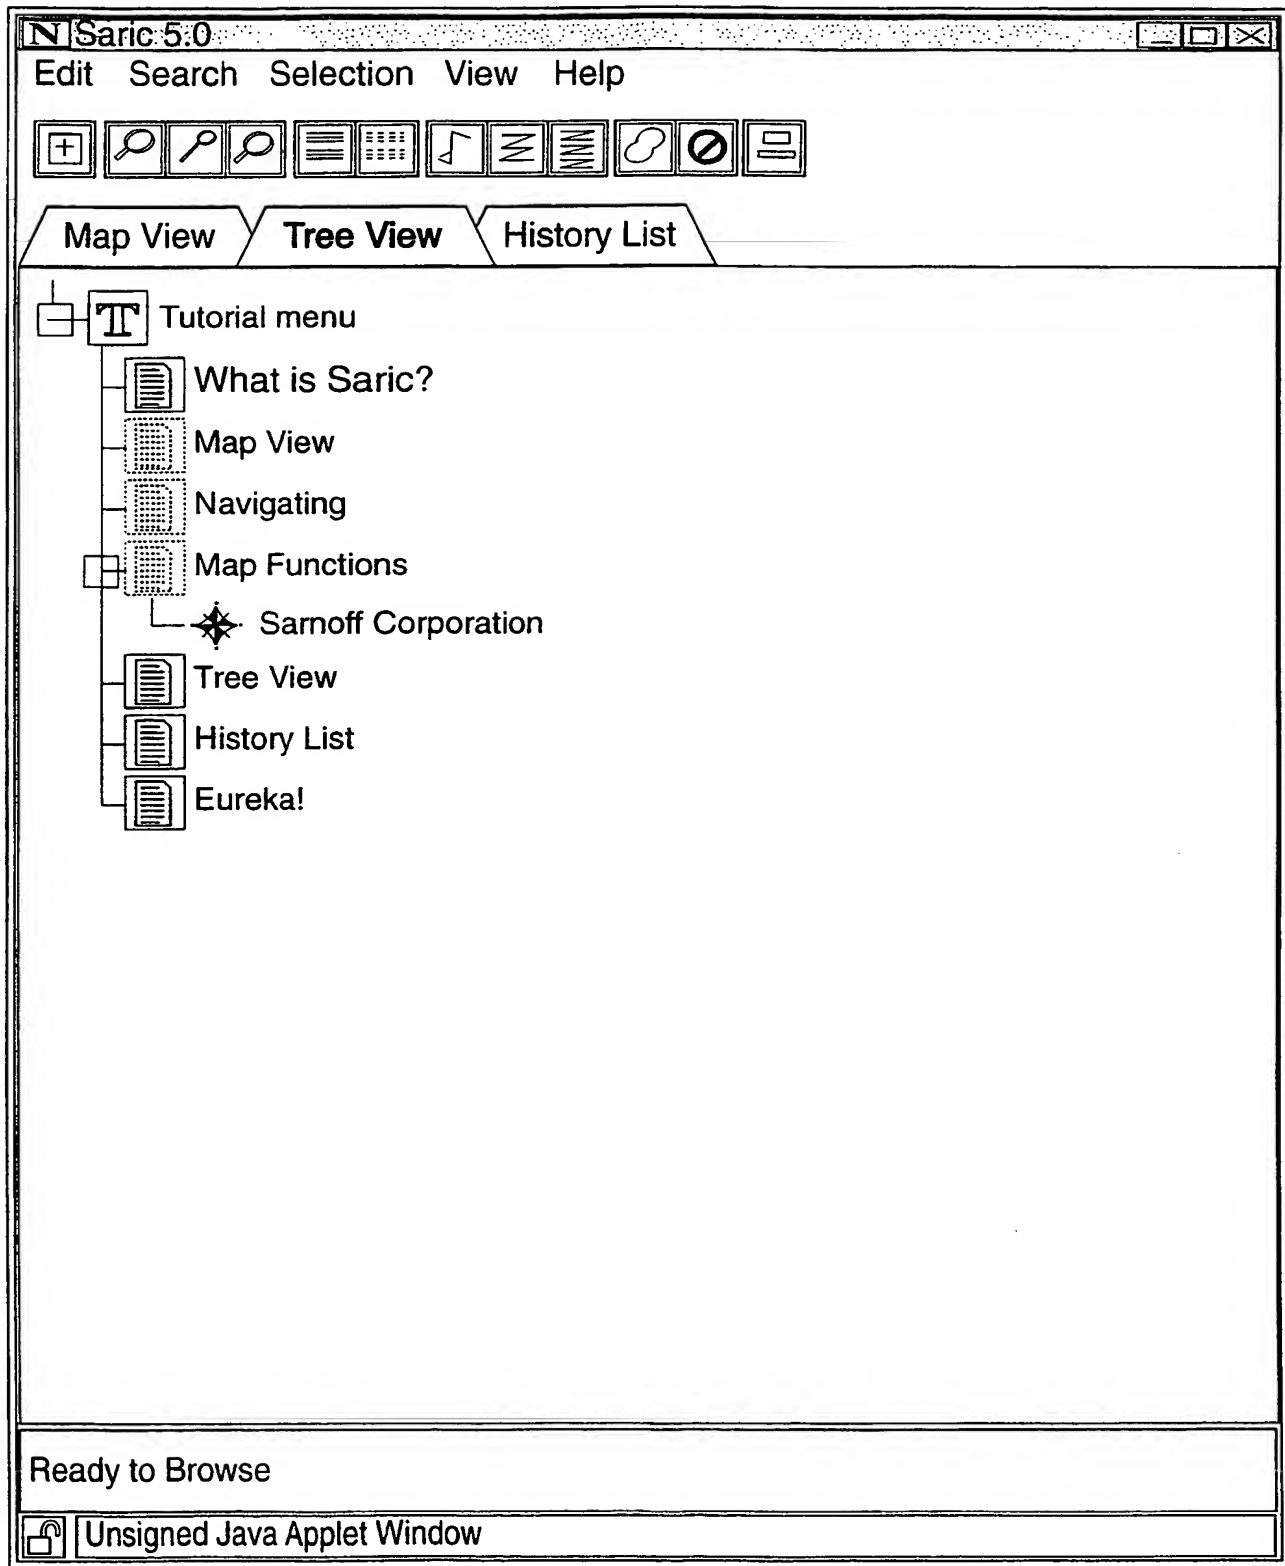 N Saric 5.0
Edit Search Selection View Help
Map View Tree View History List
T Tutorial menu
What is Saric?
Map View
Navigating
Map Functions
Sarnoff Corporation
Tree View
History List
Eureka!
Ready to Browse
Unsigned Java Applet Window